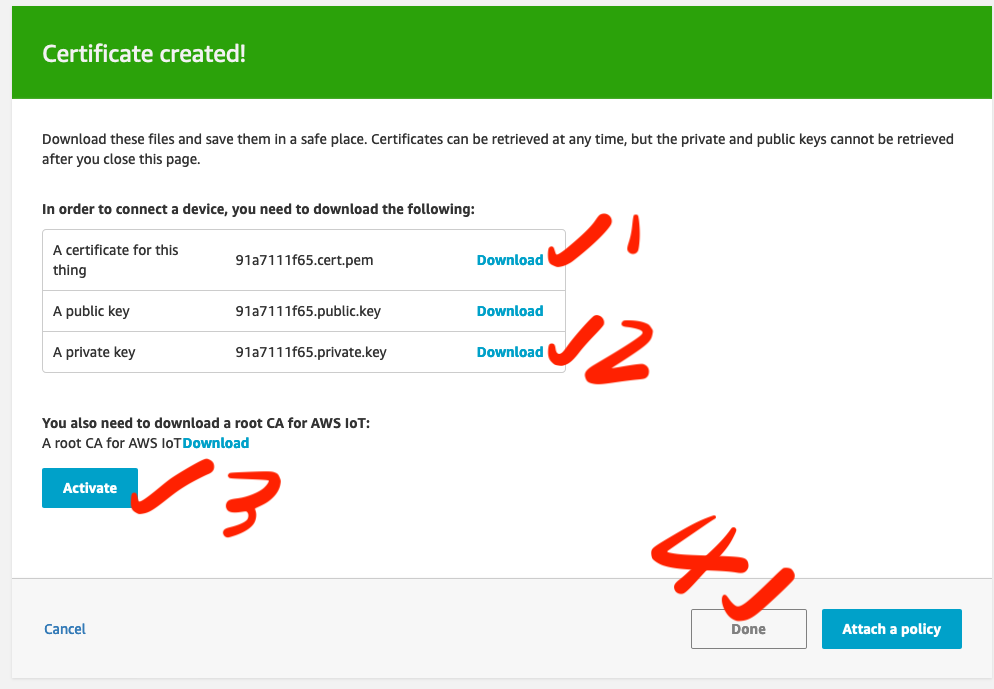 Certificate created!
Download these files and save them in a safe place. Certificates can be retrieved at any time, but the private and public keys cannot be retrieved
after you close this page.
In order to connect a device, you need to download the following:
A certificate for this
thing
91a7111f65.cert.pem
Download
1
A public key
91a7111f65.public.key
Download
A private key
91a7111f65.private.key
Download
2
You also need to download a root CA for AWS IoT:
A root CA for AWS IoTDownload
Activate
3
4
Cancel
Done
Attach a policy